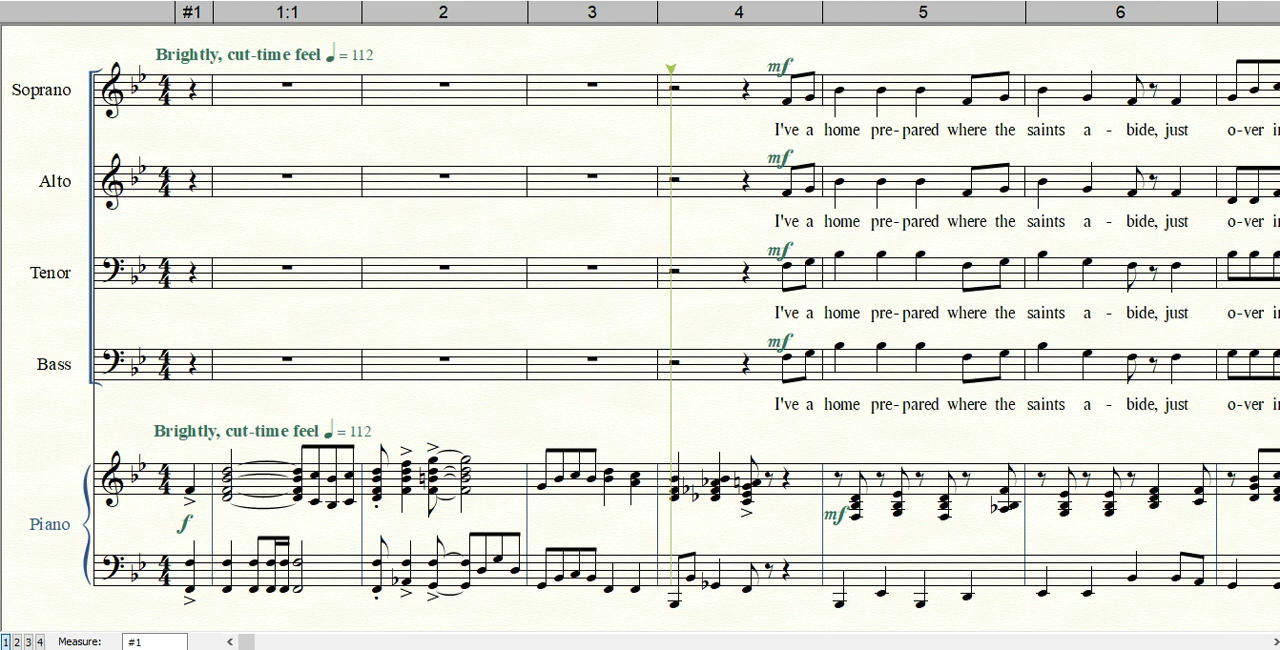 #1 1:1 2 3 4 5 6
Brightly, cut-time feel ♩ = 112
Soprano
mf
I've a home pre-pared where the saints a - bide, just o-ver i
Alto
mf
I've a home pre-pared where the saints a - bide, just o-ver i
Tenor
mf
I've a home pre-pared where the saints a - bide, just o-ver i
Bass
mf
I've a home pre-pared where the saints a - bide, just o-ver i
Brightly, cut-time feel ♩ = 112
Piano
f
mf
1 2 3 4 Measure: #1